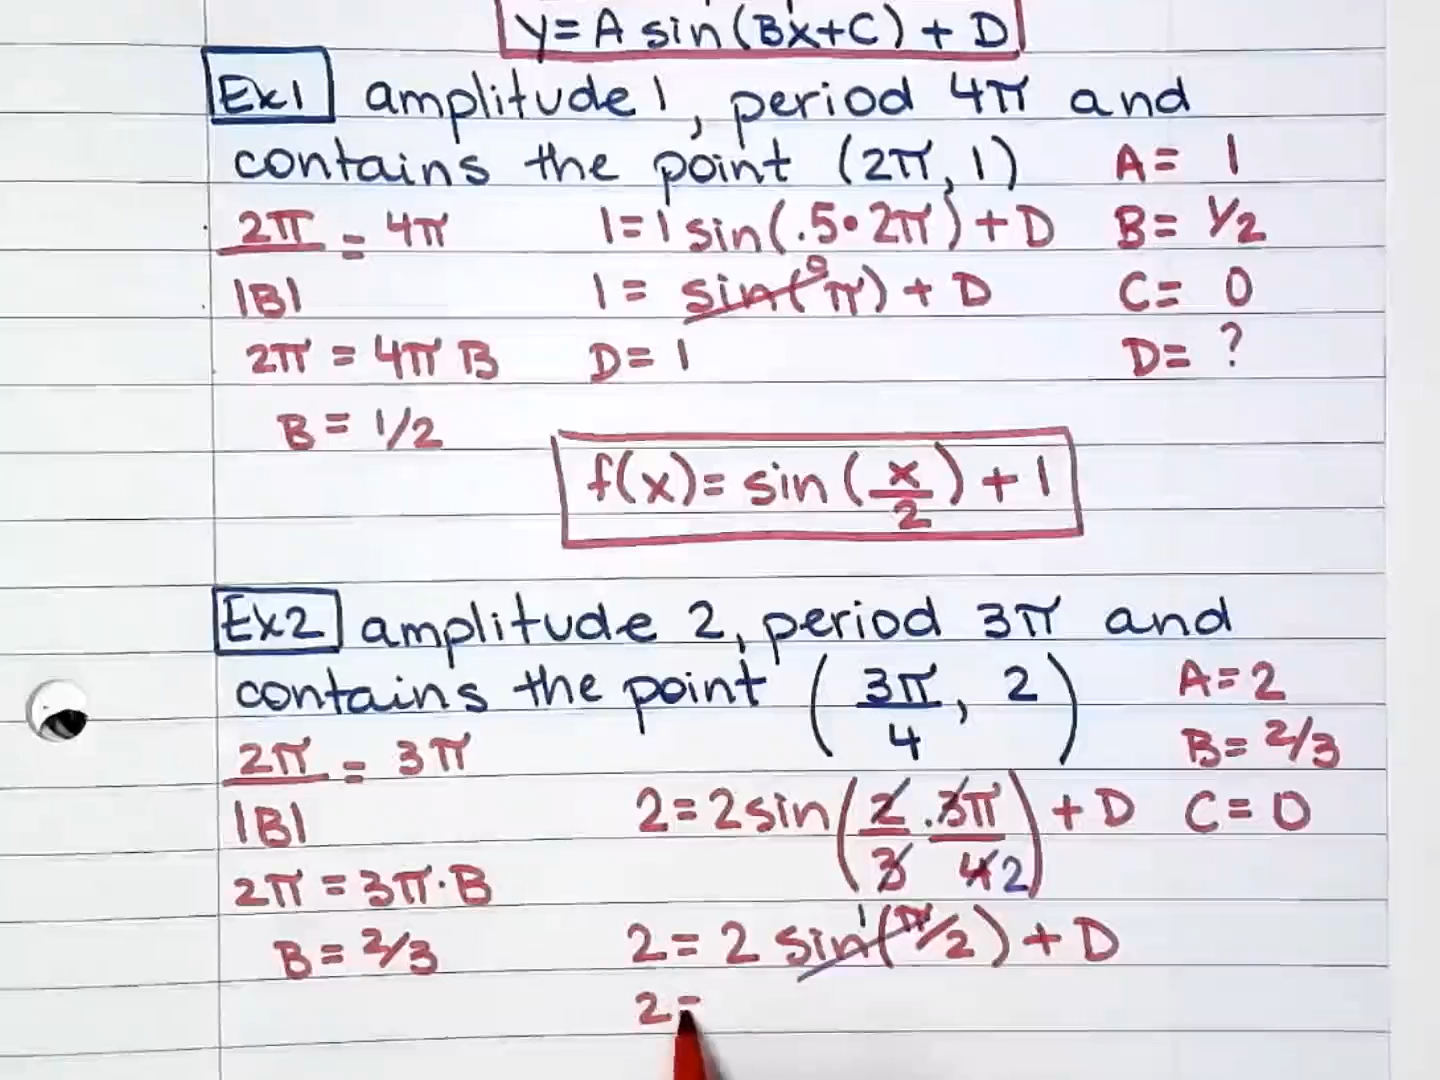 y = A sin(Bx+C) + D
Ex1 amplitude 1, period 4π and
contains the point (2π, 1)
A = 1
2π/|B| = 4π
1 = 1 sin(.5•2π) + D
B = 1/2
1 = sin(π) + D
0
C = 0
2π = 4π B
D = 1
D = ?
B = 1/2
f(x) = sin(x/2) + 1
Ex2 amplitude 2, period 3π and
contains the point (3π/4, 2)
A = 2
B = 2/3
2π/|B| = 3π
2 = 2 sin(2/3 · 3π/4) + D
2
C = 0
2π = 3π·B
2 = 2 sin(π/2) + D
1
B = 2/3
2 =